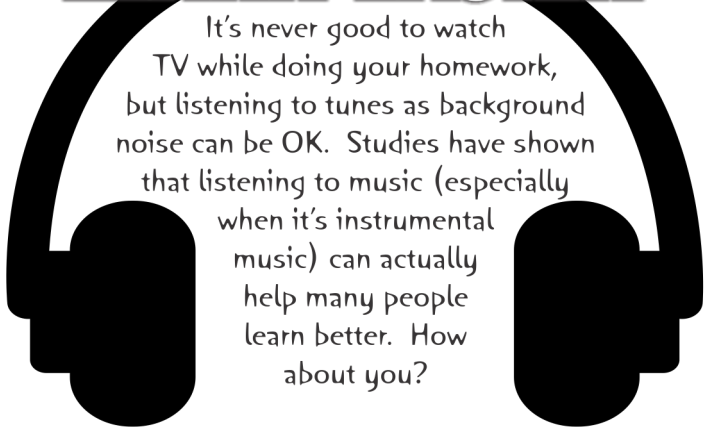 It's never good to watch
TV while doing your homework,
but listening to tunes as background
noise can be OK.  Studies have shown
that listening to music (especially
when it's instrumental
music) can actually
help many people
learn better.  How
about you?